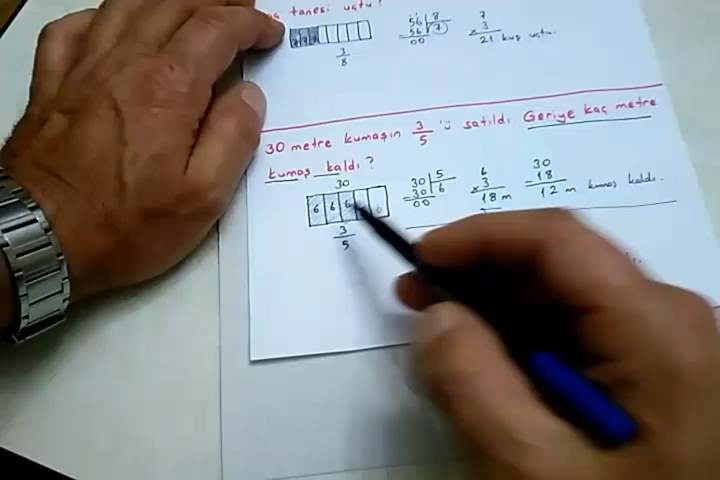 tanesi uçtu?
3
8
56 8
56 7
00
7
x 3
21 kuş uçtu.
30 metre kumaşın 3/5 'ü satıldı. Geriye kaç metre
kumaş kaldı?
30
6 6 6
3
5
30 5
30 6
00
6
x 3
18 m
30
18
12 m kumaş kaldı.